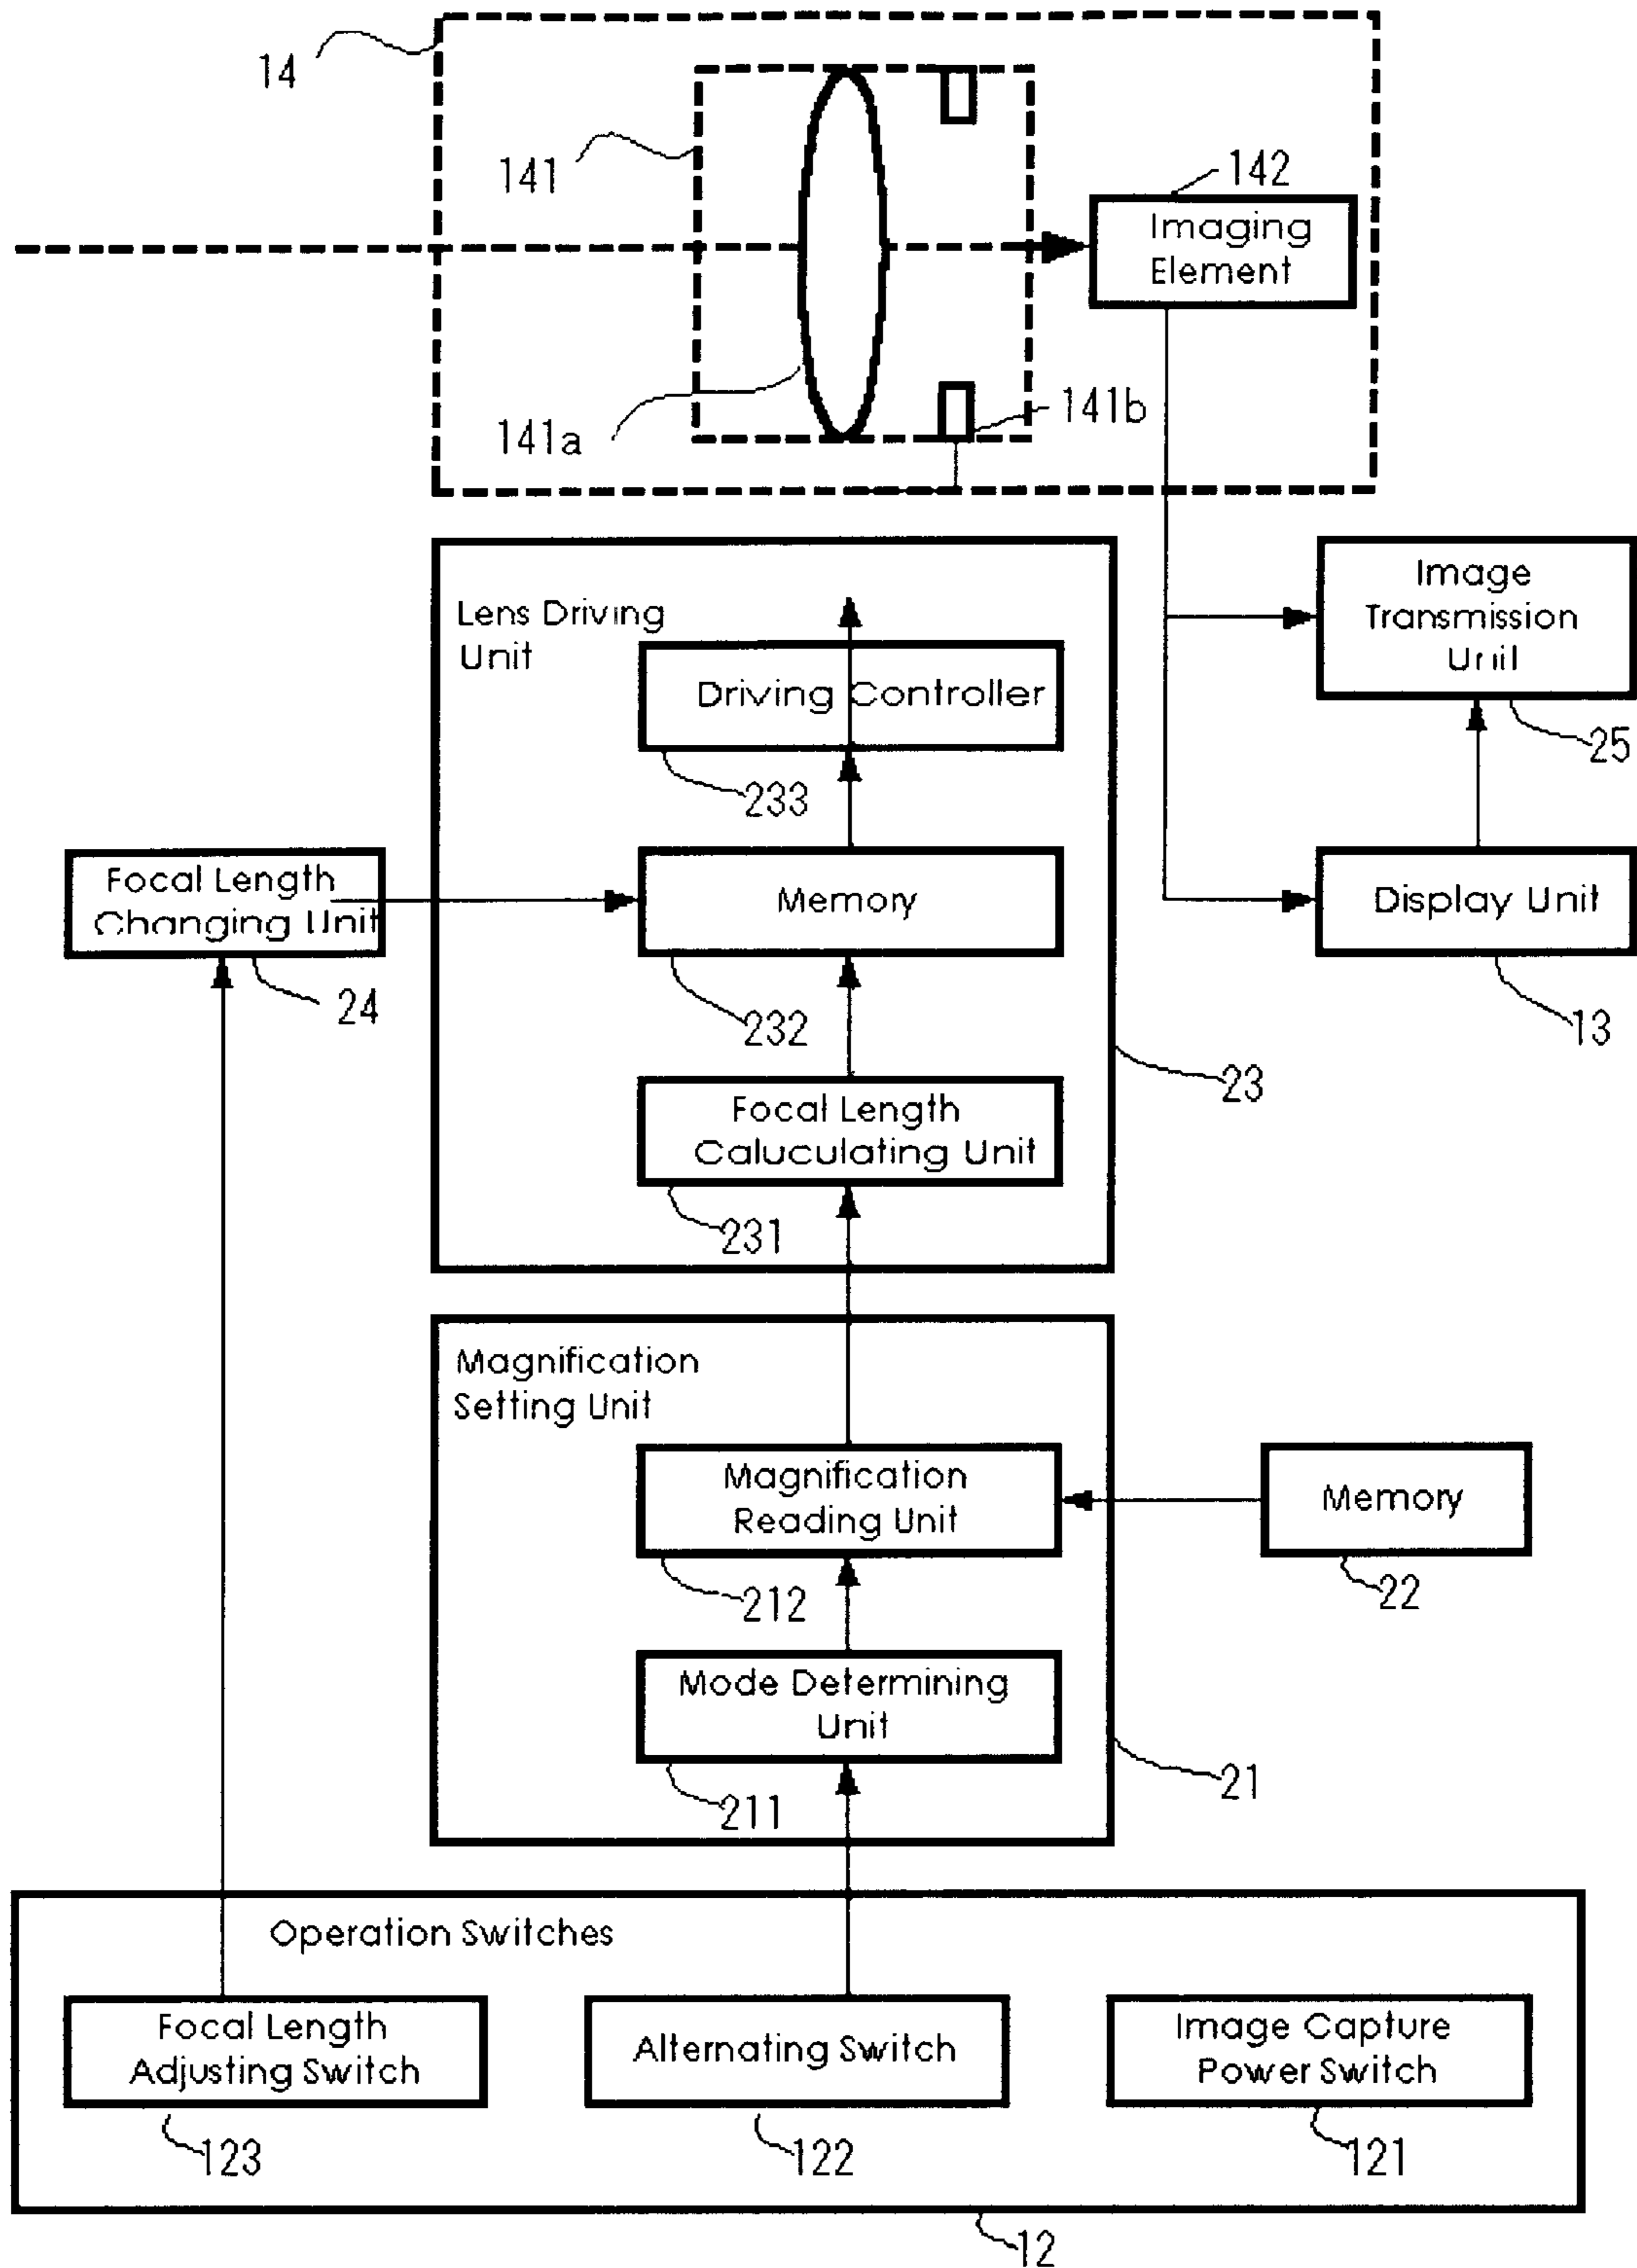 14
141
142
Imaging
Element
141a
141b
Lens Driving
Unit
Image
Transmission
Unit
Driving Controller
25
233
Focal Length
Changing Unit
Memory
Display Unit
24
232
13
23
Focal Length
Caluculating Unit
231
Magnification
Setting Unit
Magnification
Reading Unit
Memory
212
22
Mode Determining
Unit
21
211
Operation Switches
Focal Length
Adjusting Switch
Alternating Switch
Image Capture
Power Switch
123
122
121
12